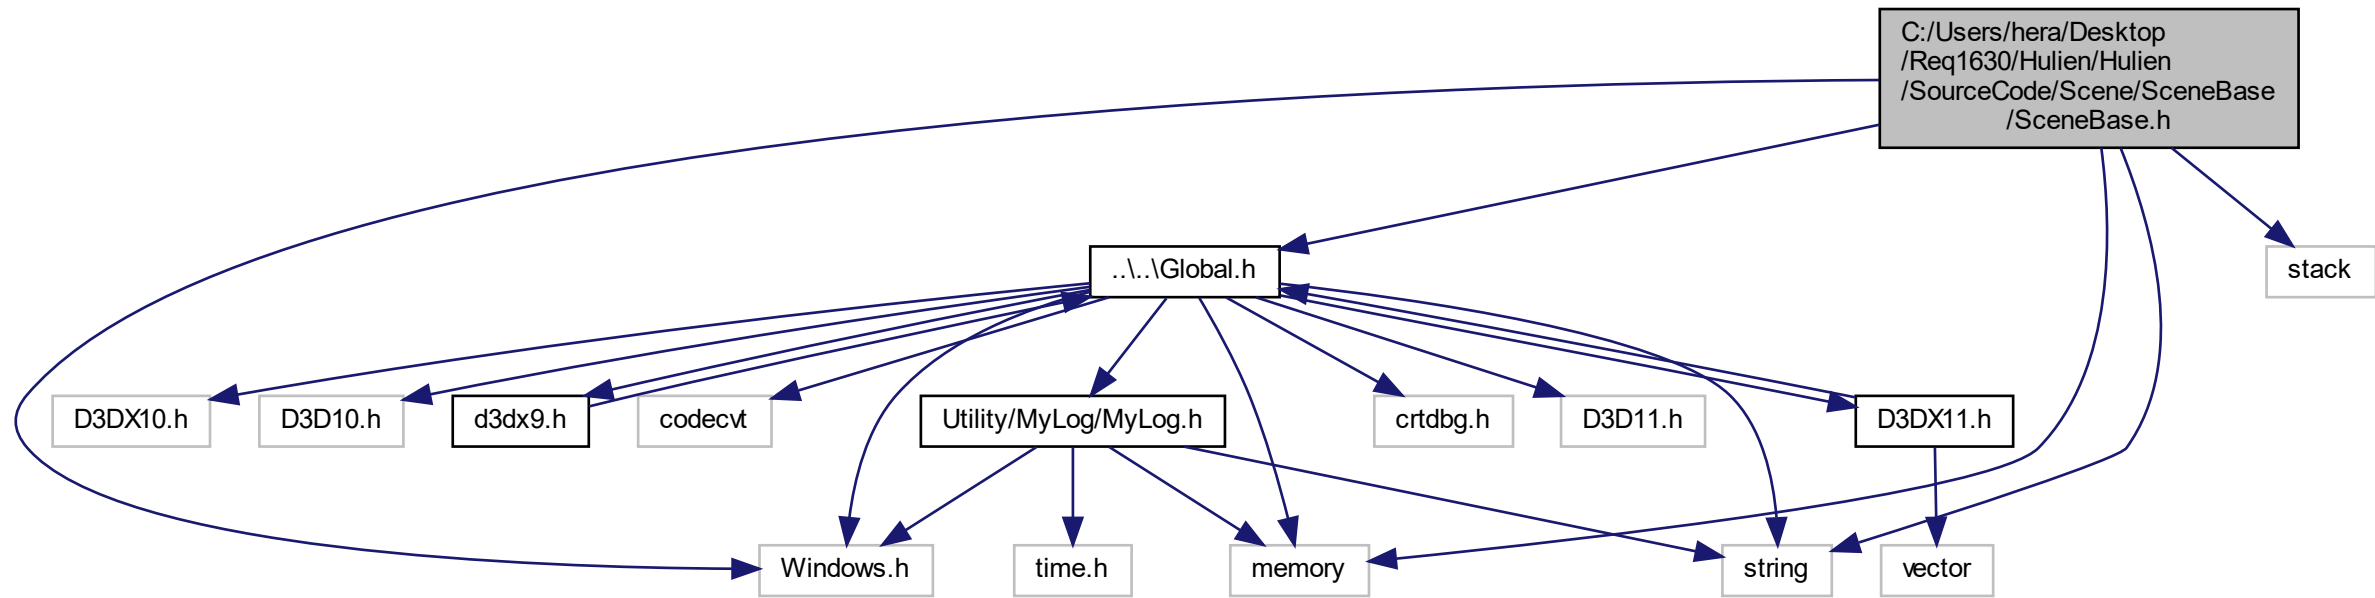 C:/Users/hera/Desktop
/Req1630/Hulien/Hulien
/SourceCode/Scene/SceneBase
/SceneBase.h
..\..\Global.h
stack
D3DX10.h
D3D10.h
d3dx9.h
codecvt
Utility/MyLog/MyLog.h
crtdbg.h
D3D11.h
D3DX11.h
Windows.h
time.h
memory
string
vector